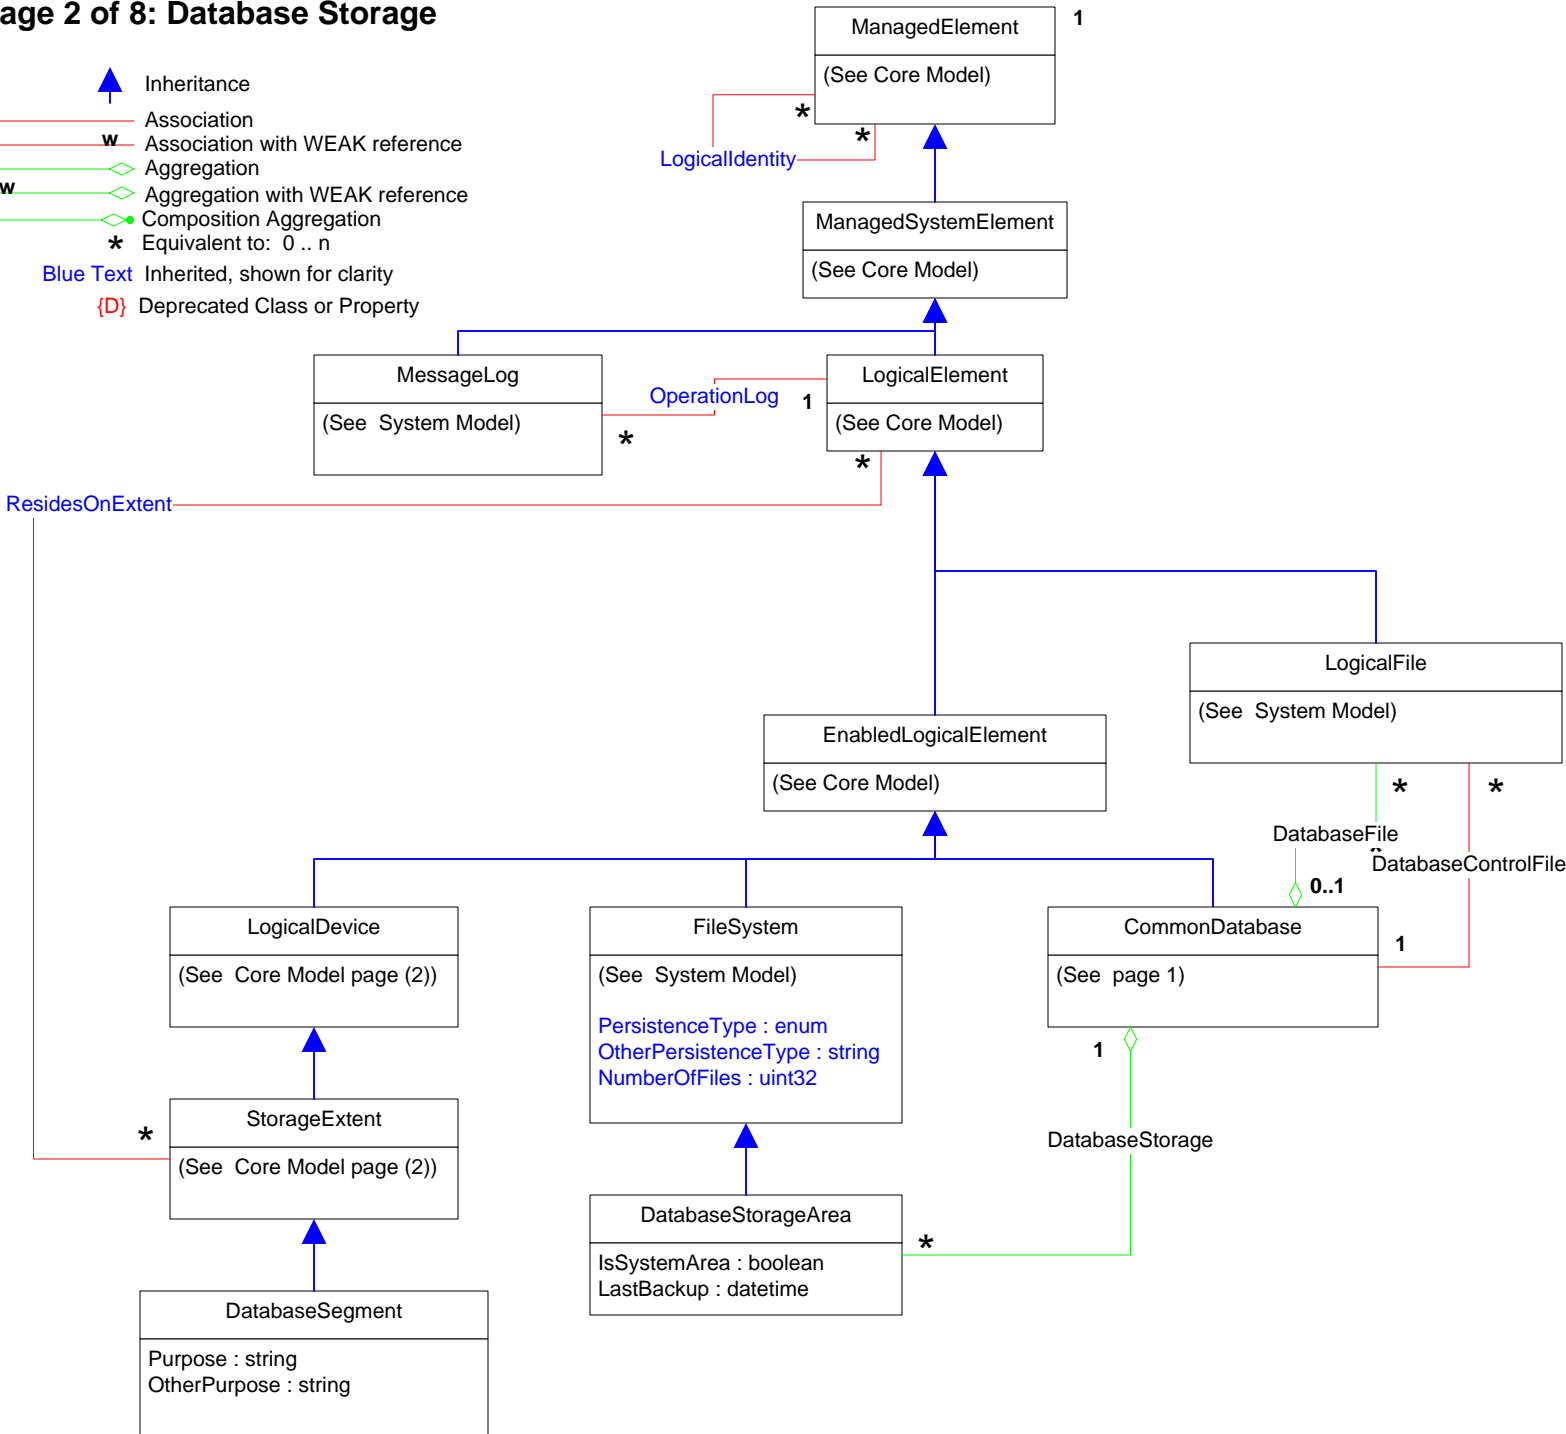 age 2 of 8: Database Storage
Inheritance
Association
w Association with WEAK reference
Aggregation
w Aggregation with WEAK reference
Composition Aggregation
* Equivalent to: 0 .. n
Blue Text Inherited, shown for clarity
{D} Deprecated Class or Property
ManagedElement
1
(See Core Model)
*
*
LogicalIdentity
ManagedSystemElement
(See Core Model)
MessageLog
(See System Model)
OperationLog
1
*
LogicalElement
(See Core Model)
*
ResidesOnExtent
LogicalFile
(See System Model)
EnabledLogicalElement
(See Core Model)
*
*
DatabaseFile
*
DatabaseControlFile
0..1
LogicalDevice
(See Core Model page (2))
FileSystem
(See System Model)
PersistenceType : enum
OtherPersistenceType : string
NumberOfFiles : uint32
CommonDatabase
(See page 1)
1
1
StorageExtent
(See Core Model page (2))
*
DatabaseStorage
DatabaseStorageArea
IsSystemArea : boolean
LastBackup : datetime
*
DatabaseSegment
Purpose : string
OtherPurpose : string